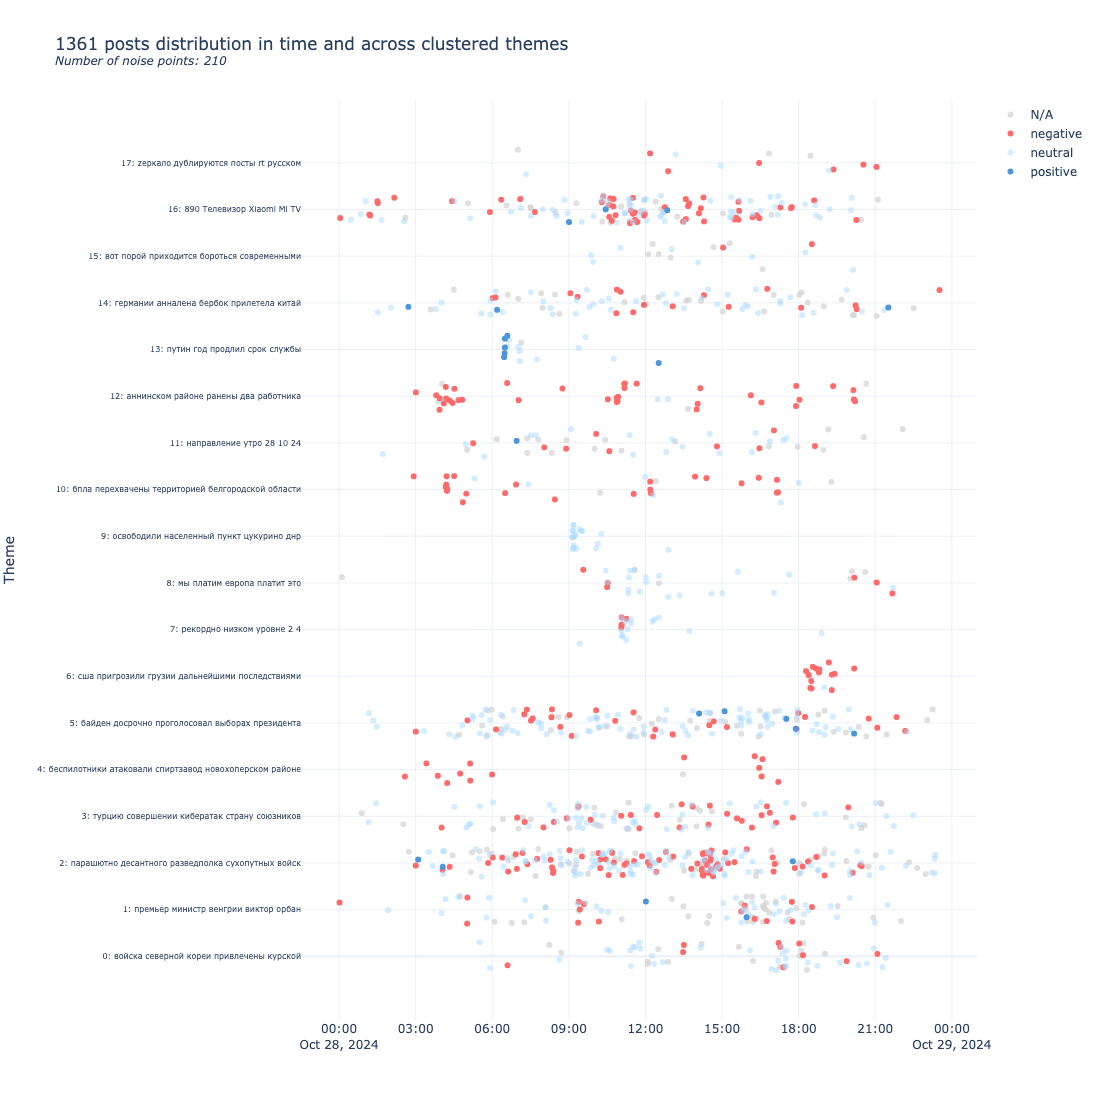 1361 posts distribution in time and across clustered themes
Number of noise points: 210
N/A
negative
neutral
positive
Theme
17: zеркало дублируются посты rt русском
16: 890 Телевизор Xiaomi Mi TV
15: вот порой приходится бороться современными
14: германии анналена бербок прилетела китай
13: путин год продлил срок службы
12: аннинском районе ранены два работника
11: направление утро 28 10 24
10: бпла перехвачены территорией белгородской области
9: освободили населенный пункт цукурино днр
8: мы платим европа платит это
7: рекордно низком уровне 2 4
6: сша пригрозили грузии дальнейшими последствиями
5: байден досрочно проголосовал выборах президента
4: беспилотники атаковали спиртзавод новохоперском районе
3: турцию совершении кибератак страну союзников
2: парашютно десантного разведполка сухопутных войск
1: премьер министр венгрии виктор орбан
0: войска северной кореи привлечены курской
00:00 03:00 06:00 09:00 12:00 15:00 18:00 21:00 00:00
Oct 28, 2024 Oct 29, 2024